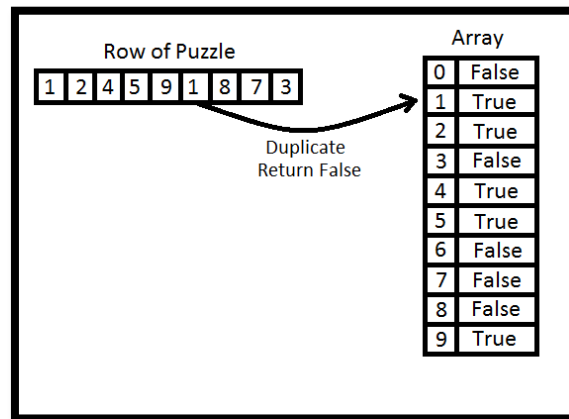 Row of Puzzle
1 2 4 5 9 1 8 7 3
Duplicate
Return False
Array
0 False
1 True
2 True
3 False
4 True
5 True
6 False
7 False
8 False
9 True